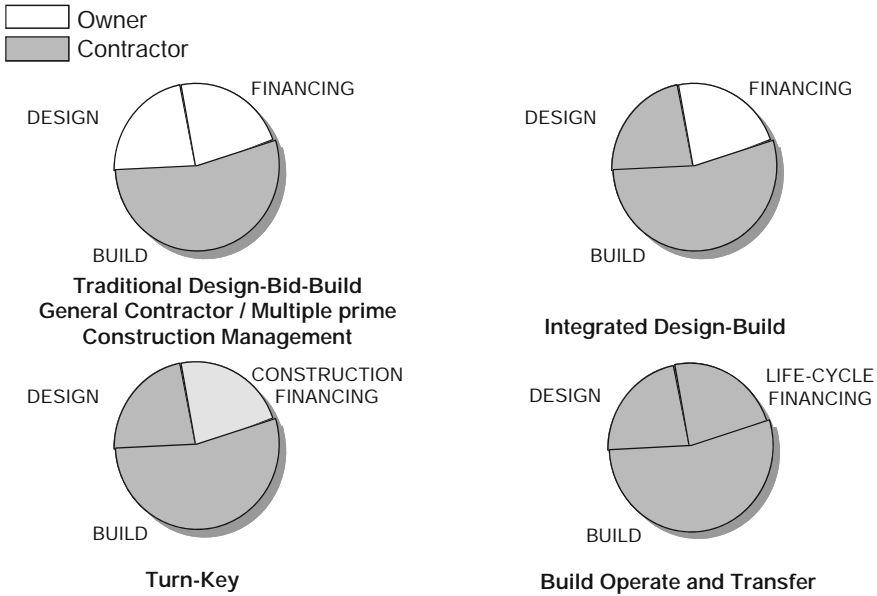 Owner
Contractor
FINANCING
DESIGN
BUILD
Traditional Design-Bid-Build
General Contractor / Multiple prime
Construction Management
FINANCING
DESIGN
BUILD
Integrated Design-Build
CONSTRUCTION
FINANCING
DESIGN
BUILD
Turn-Key
LIFE-CYCLE
FINANCING
DESIGN
BUILD
Build Operate and Transfer